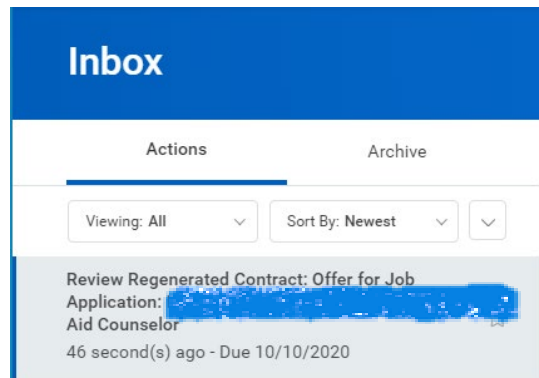 Inbox
Actions
Archive
Viewing: All
Sort By: Newest
Review Regenerated Contract: Offer for Job
Application:
Aid Counselor
46 second(s) ago - Due 10/10/2020